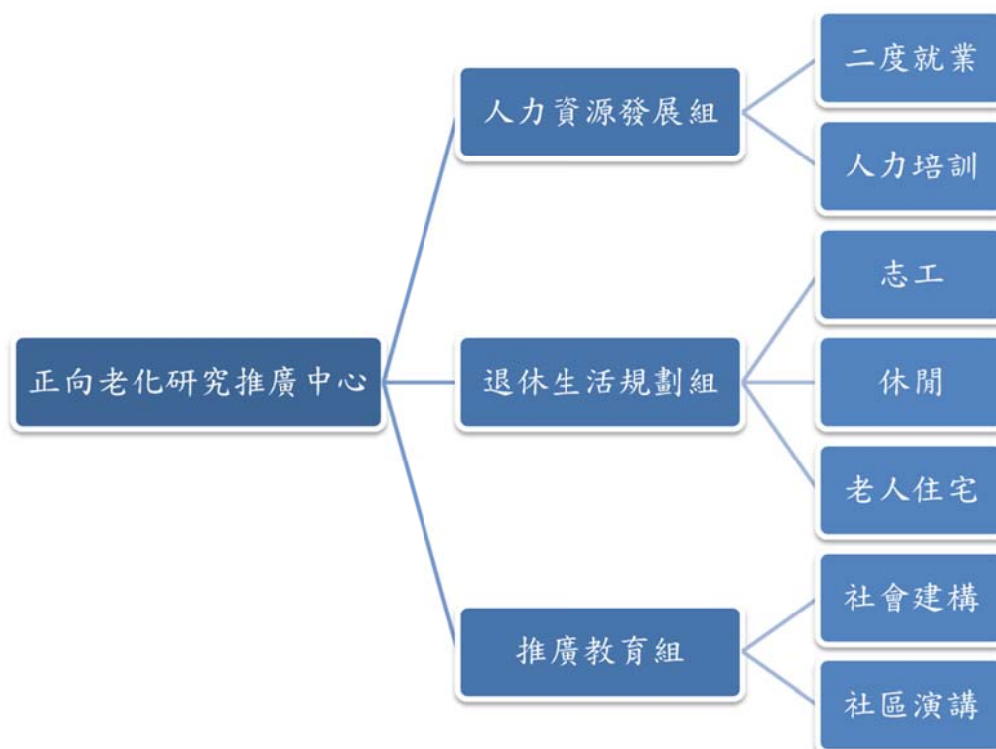 正向老化研究推廣中心
人力資源發展組
二度就業
人力培訓
退休生活規劃組
志工
休閒
老人住宅
推廣教育組
社會建構
社區演講